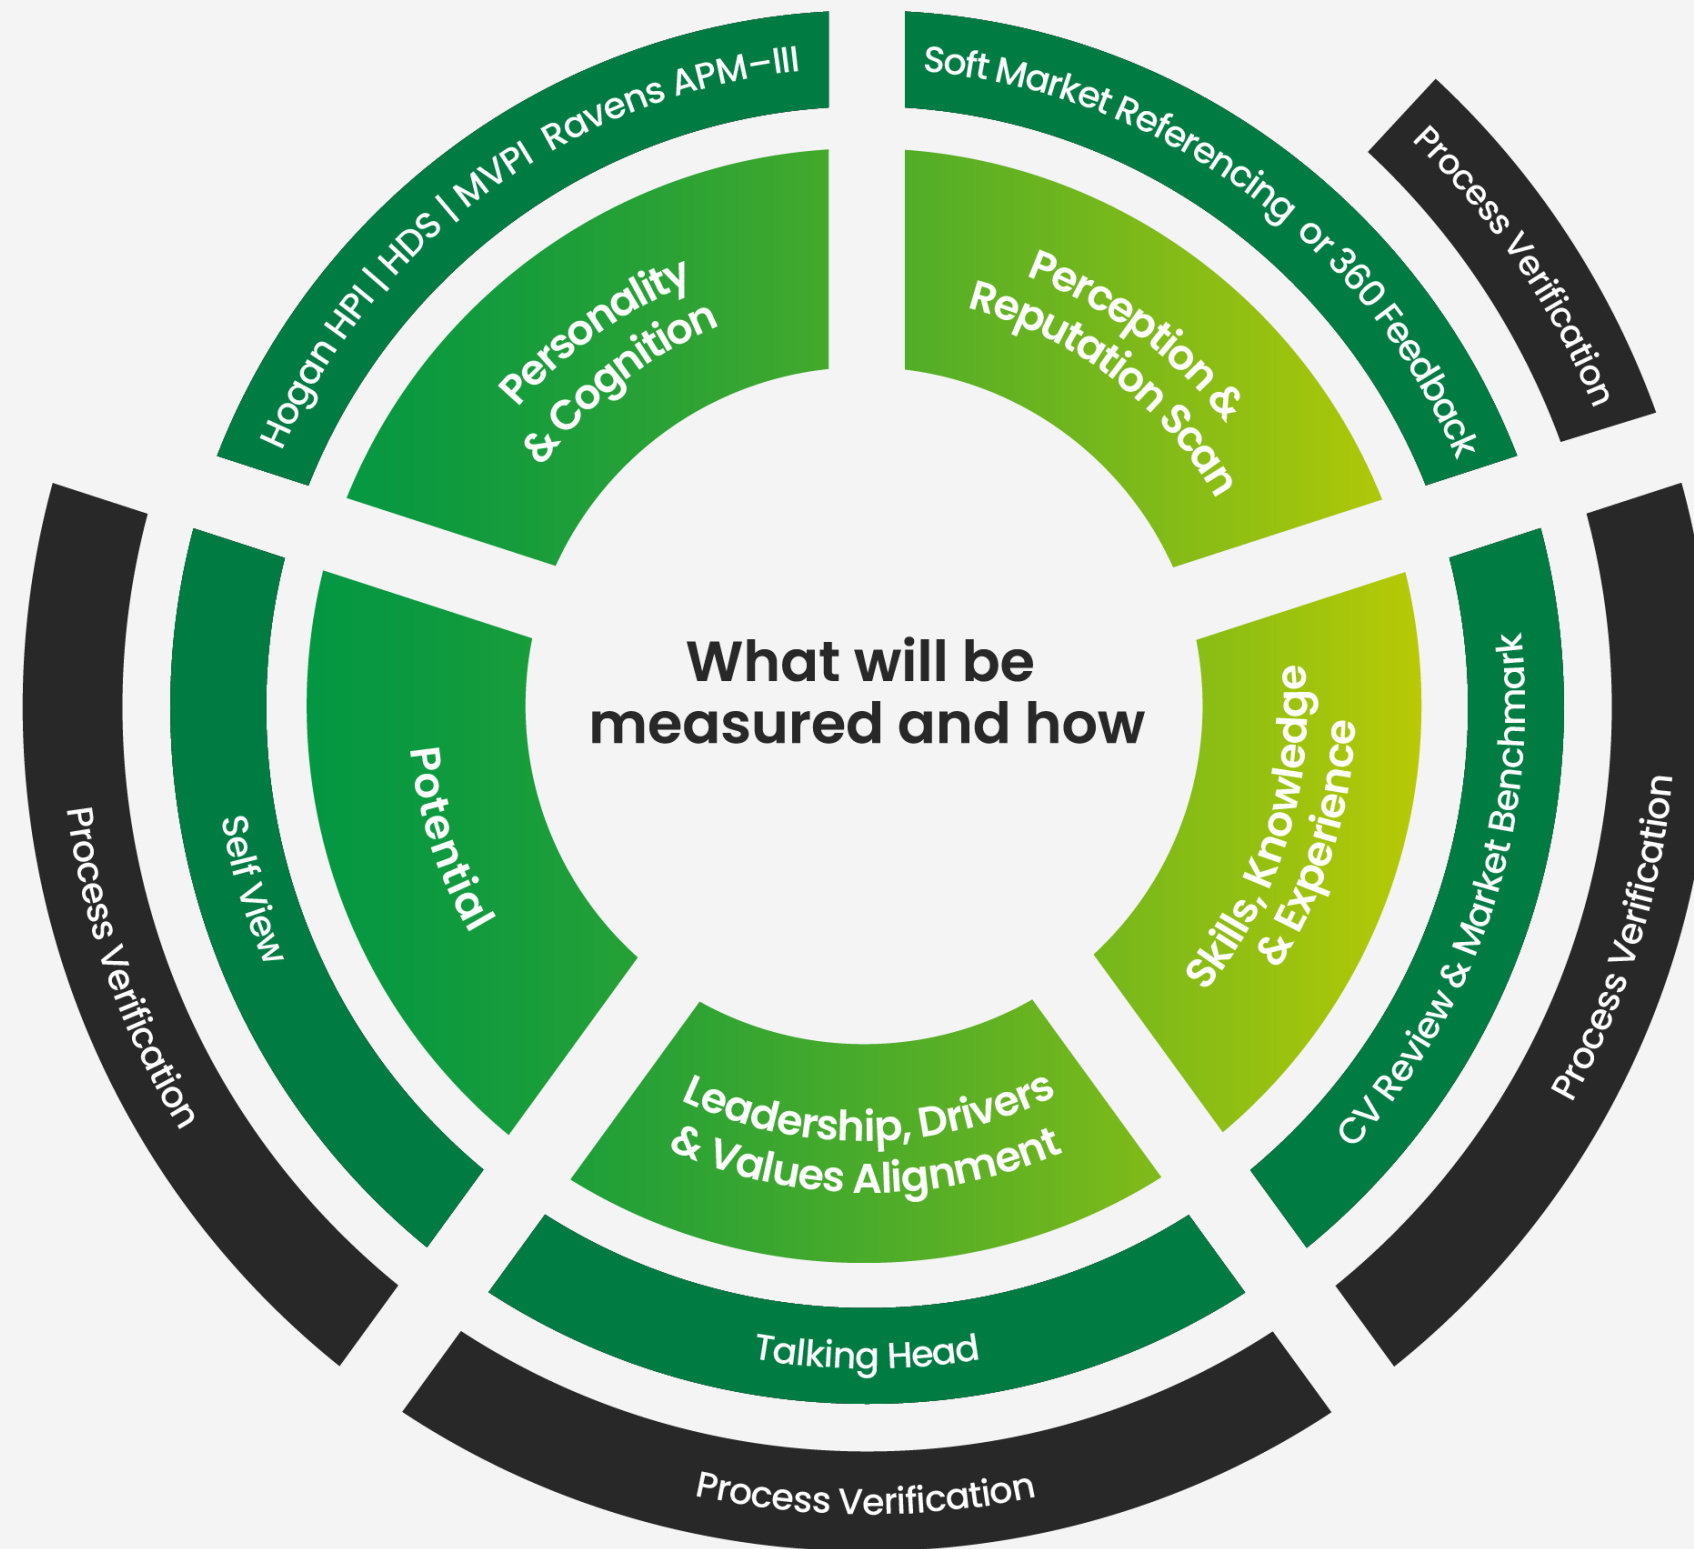 What will be
measured and how
Personality
& Cognition
Hogan HPI | HDS | MVPI Ravens APM–III
Perception &
Reputation Scan
Soft Market Referencing or 360 Feedback
Process Verification
Skills, Knowledge
& Experience
CV Review & Market Benchmark
Process Verification
Leadership, Drivers
& Values Alignment
Talking Head
Process Verification
Potential
Self View
Process Verification